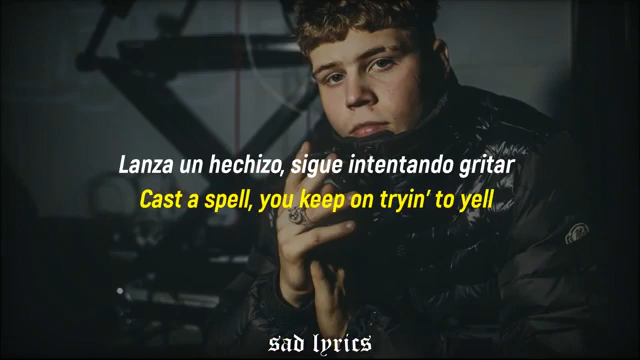 Lanza un hechizo, sigue intentando gritar
Cast a spell, you keep on tryin’ to yell
sad lyrics